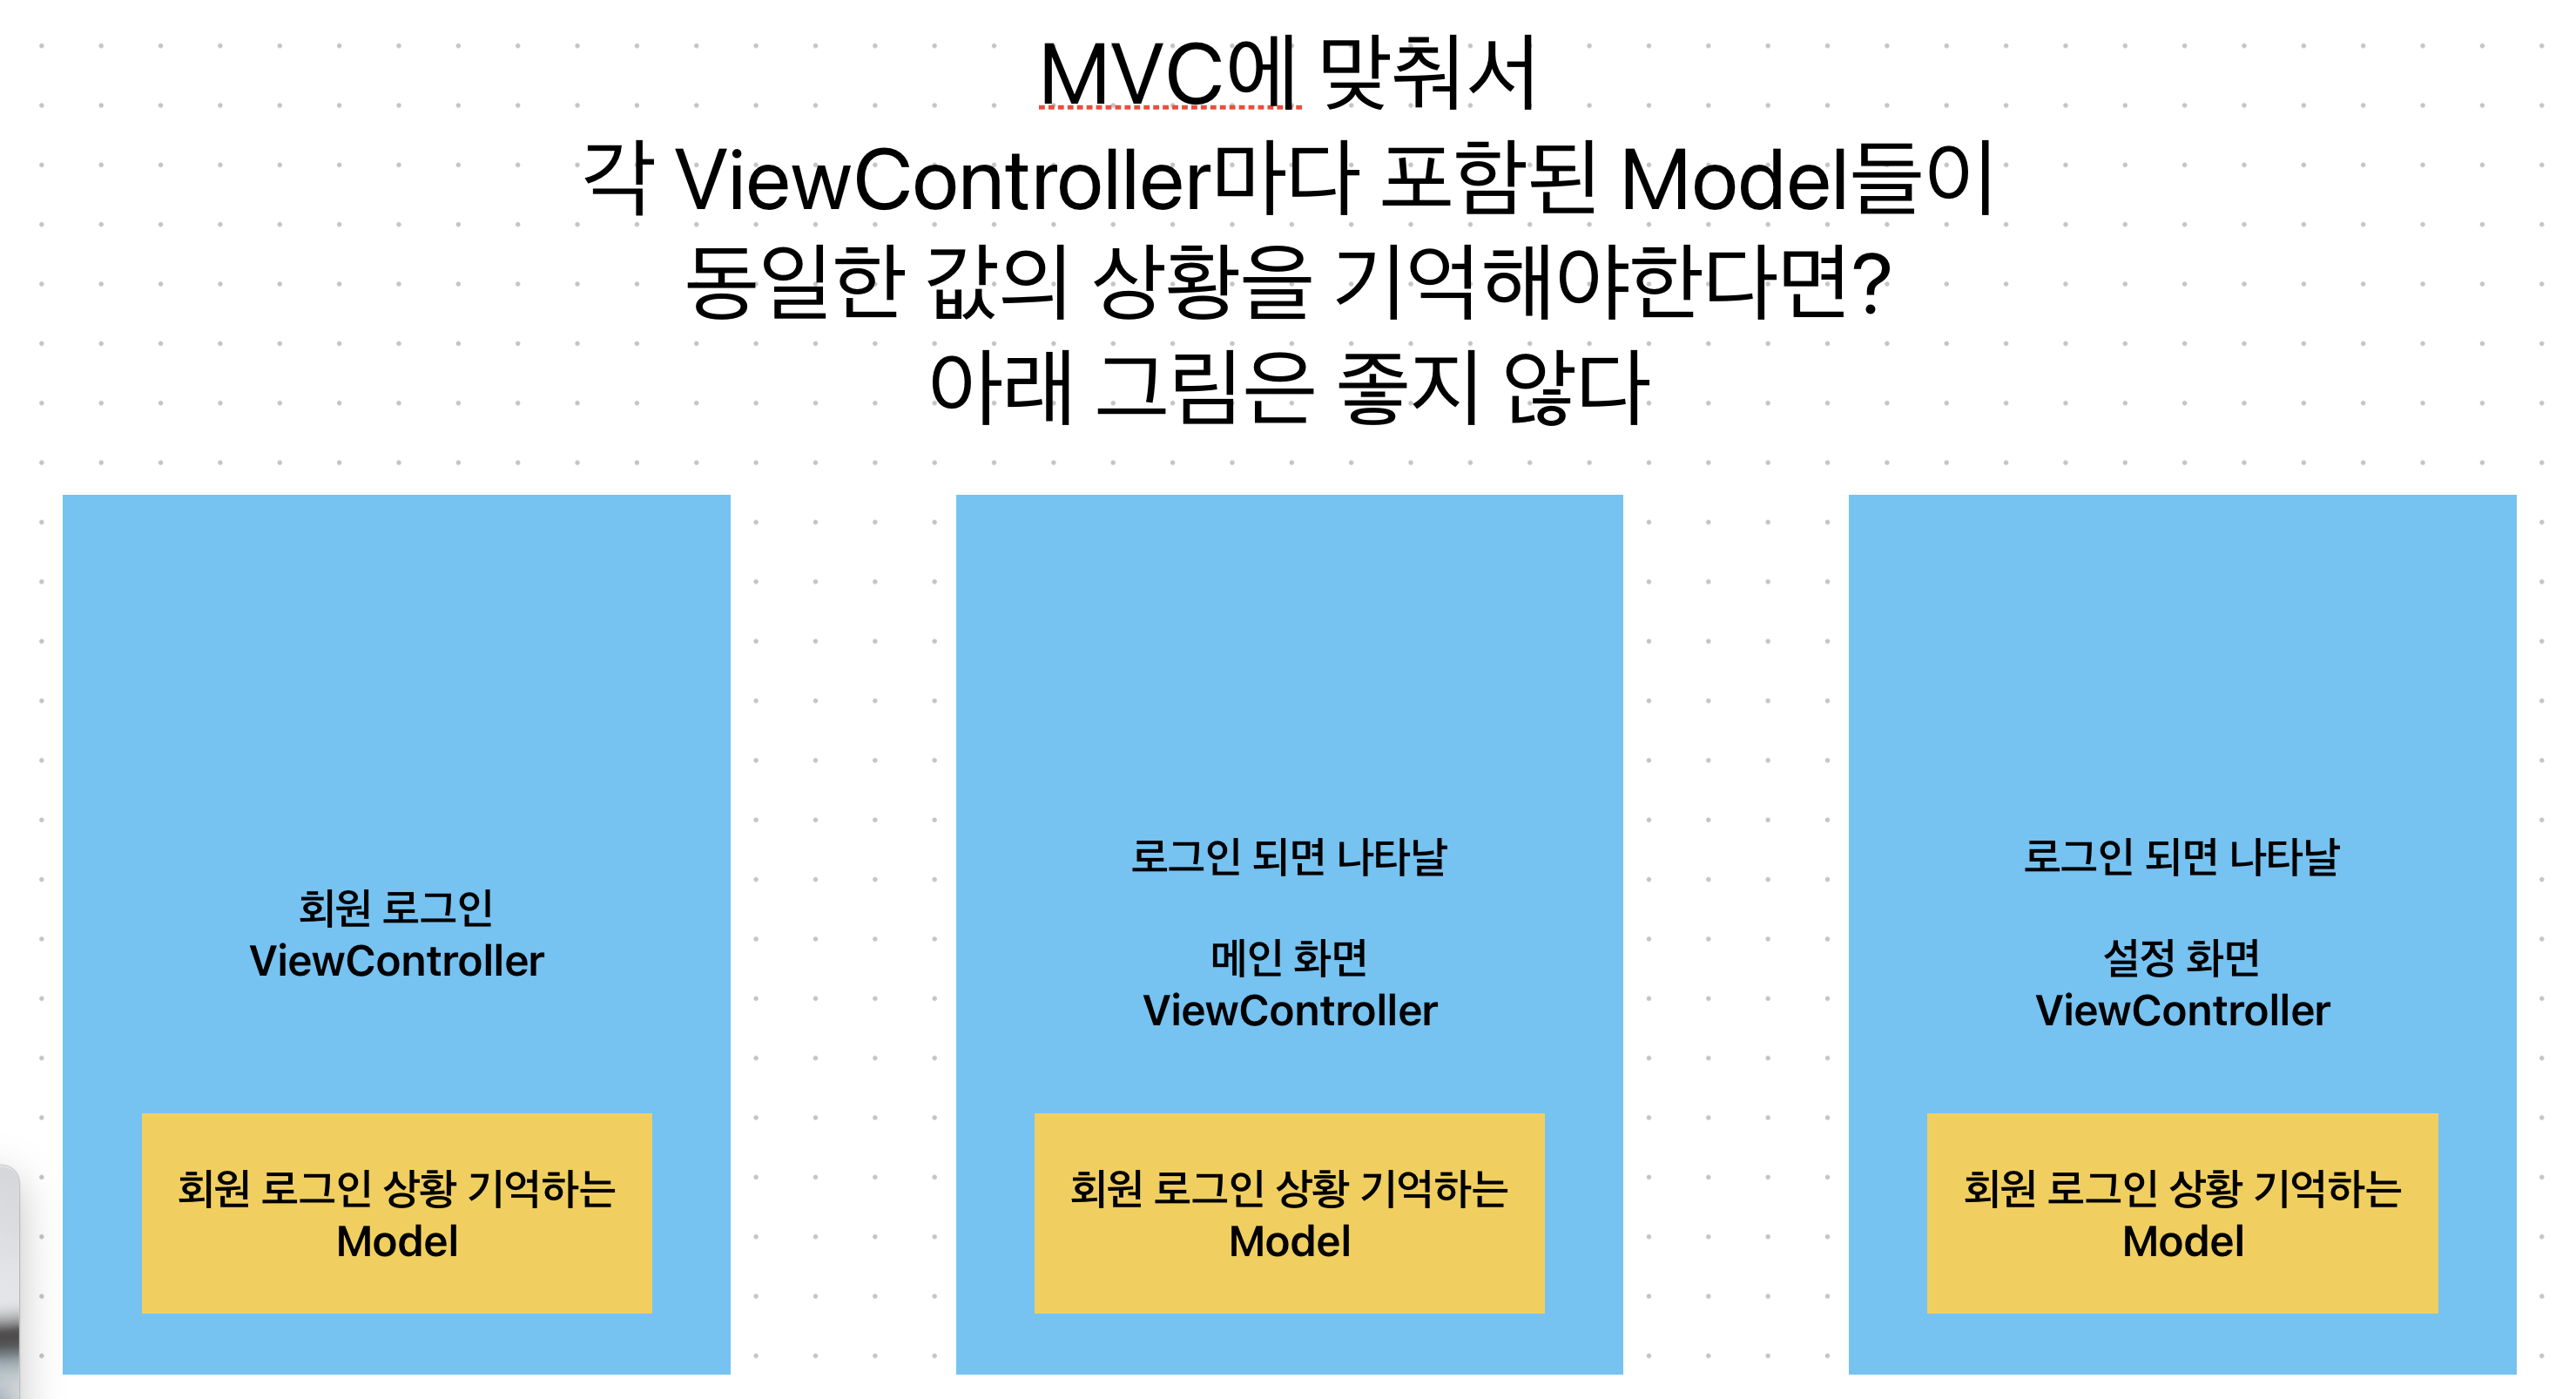 MVC에 맞춰서
각 ViewController마다 포함된 Model들이
동일한 값의 상황을 기억해야한다면?
아래 그림은 좋지 않다
회원 로그인
ViewController
회원 로그인 상황 기억하는
Model
로그인 되면 나타날
메인 화면
ViewController
회원 로그인 상황 기억하는
Model
로그인 되면 나타날
설정 화면
ViewController
회원 로그인 상황 기억하는
Model